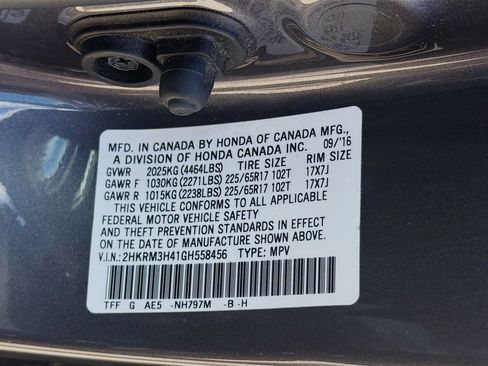 MFD. IN CANADA BY HONDA OF CANADA MFG.,
A DIVISION OF HONDA CANADA INC. 09/16
GVWR 2025KG(4464LBS) TIRE SIZE RIM SIZE
GAWR F 1030KG(2271LBS) 225/65R17 102T 17X7J
GAWR R 1015KG(2238LBS) 225/65R17 102T 17X7J
THIS VEHICLE CONFORMS TO ALL APPLICABLE
FEDERAL MOTOR VEHICLE SAFETY
AND THEFT PREVENTION STANDARDS IN EFFECT
ON THE DATE OF MANUFACTURE SHOWN ABOVE.
V.I.N.:2HKRM3H41GH558456 TYPE: MPV
TFF G AE5 -NH797M -B -H